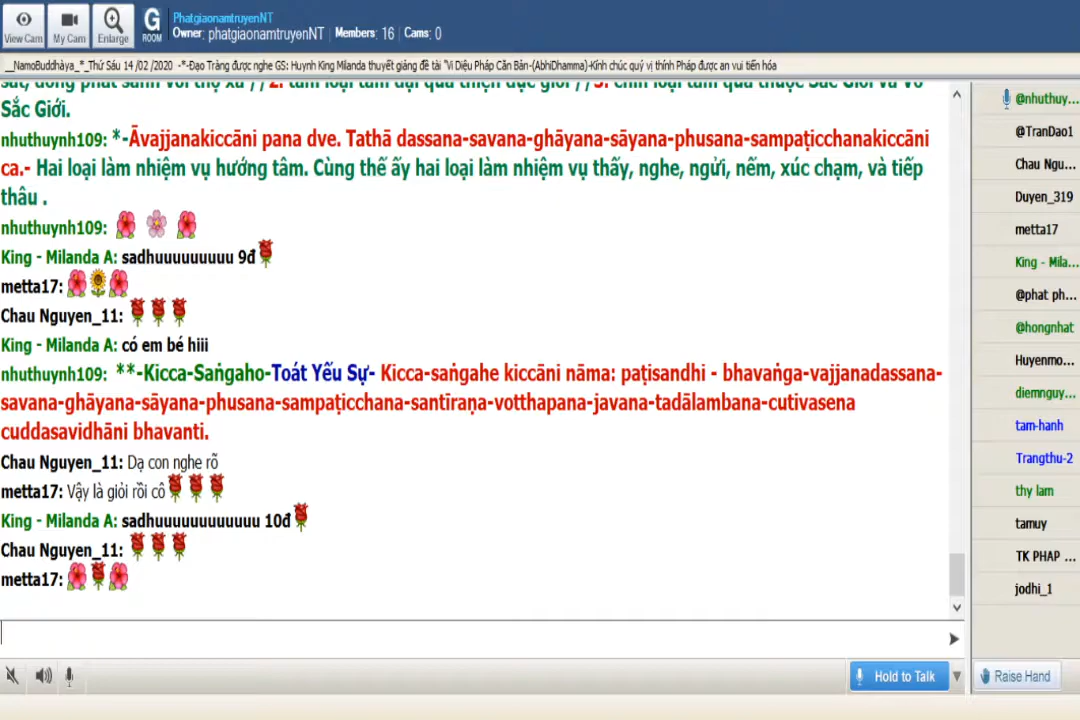 View Cam
My Cam
Enlarge
G
ROOM
PhatgiaonamtruyenNT
Owner: phatgiaonamtruyenNT | Members: 16 | Cams: 0
__NamoBuddhàya_*_Thứ Sáu 14 /02 /2020 -*-Đạo Tràng được nghe GS: Huynh King Milanda thuyết giảng đề tài "Vi Diệu Pháp Căn Bản-(AbhiDhamma)-Kính chúc quý vị thính Pháp được an vui tiến hóa
Sắc Giới.
nhuthuynh109: *-Āvajjanakiccāni pana dve. Tathā dassana-savana-ghāyana-sāyana-phusana-sampaṭicchanakiccāni
ca.- Hai loại làm nhiệm vụ hướng tâm. Cùng thế ấy hai loại làm nhiệm vụ thấy, nghe, ngửi, nếm, xúc chạm, và tiếp
thâu .
nhuthuynh109:
King - Milanda A: sadhuuuuuuuuu 9đ
metta17:
Chau Nguyen_11:
King - Milanda A: có em bé hiii
nhuthuynh109: **-Kicca-Saṅgaho-Toát Yếu Sự- Kicca-saṅgahe kiccāni nāma: paṭisandhi - bhavaṅga-vajjanadassana-
savana-ghāyana-sāyana-phusana-sampaṭicchana-santīraṇa-votthapana-javana-tadālambana-cutivasena
cuddasavidhāni bhavanti.
Chau Nguyen_11: Dạ con nghe rõ
metta17: Vậy là giỏi rồi cô
King - Milanda A: sadhuuuuuuuuuuuu 10đ
Chau Nguyen_11:
metta17:
@nhuthuy...
@TranDao1
Chau Ngu...
Duyen_319
metta17
King - Mila...
@phat ph...
@hongnhat
Huyenmo...
diemnguy...
tam-hanh
Trangthu-2
thy lam
tamuy
TK PHAP ...
jodhi_1
Hold to Talk
Raise Hand